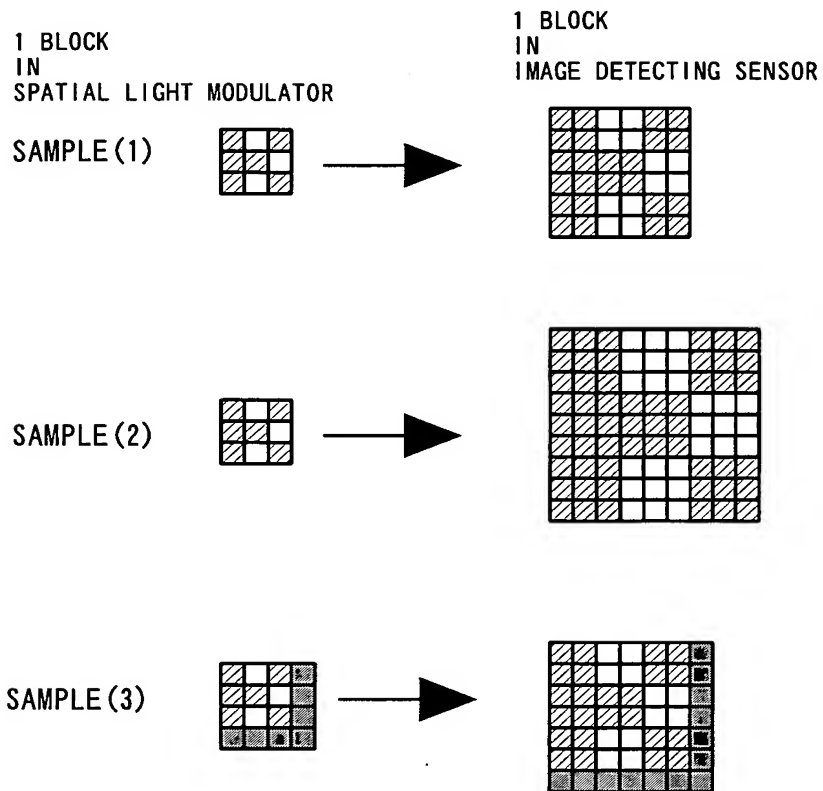 1 BLOCK
IN
SPATIAL LIGHT MODULATOR
1 BLOCK
IN
IMAGE DETECTING SENSOR
SAMPLE(1)
SAMPLE(2)
SAMPLE(3)